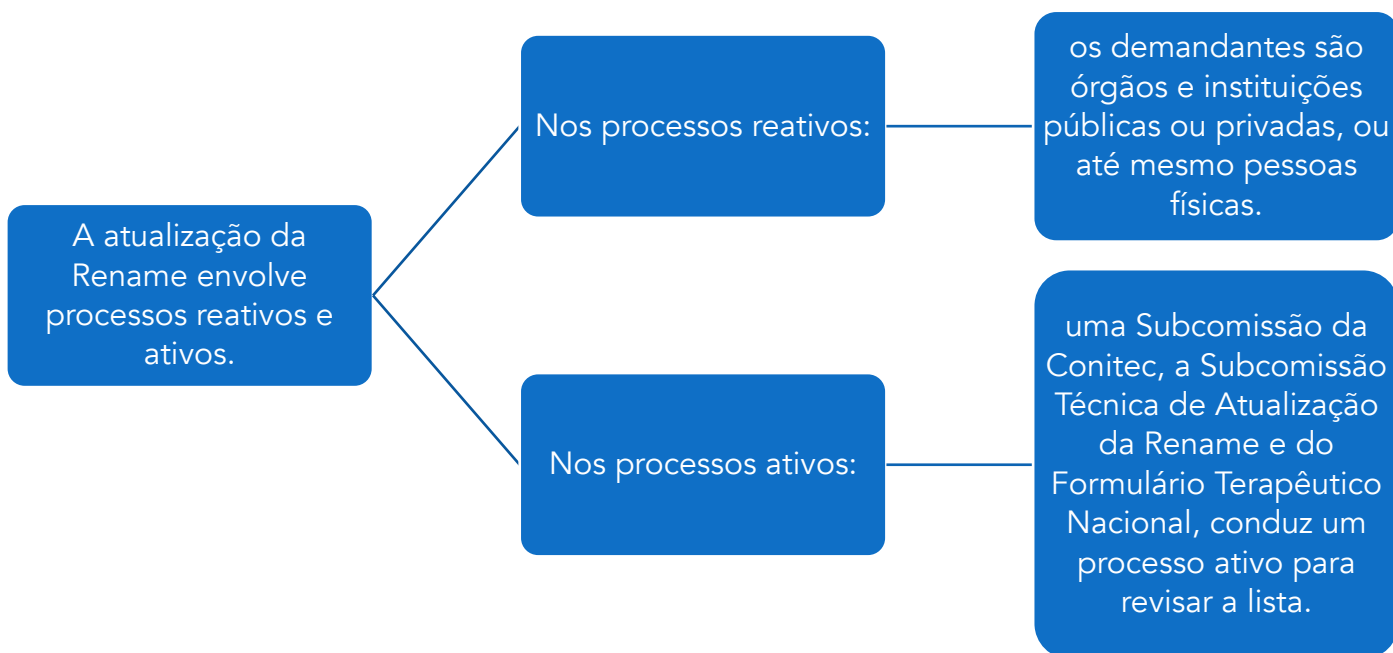 A atualização da
Rename envolve
processos reativos e
ativos.
Nos processos reativos:
os demandantes são
órgãos e instituições
públicas ou privadas, ou
até mesmo pessoas
físicas.
Nos processos ativos:
uma Subcomissão da
Conitec, a Subcomissão
Técnica de Atualização
da Rename e do
Formulário Terapêutico
Nacional, conduz um
processo ativo para
revisar a lista.